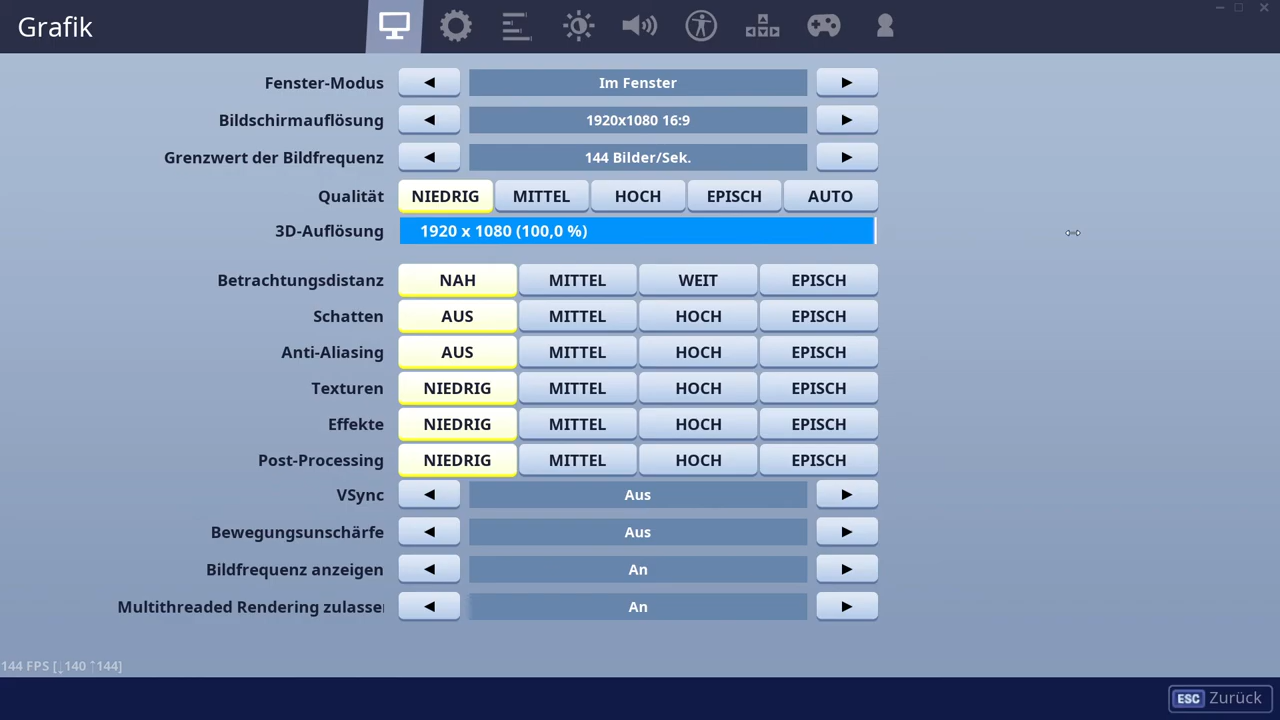 Grafik
Fenster-Modus ◄ Im Fenster ►
Bildschirmauflösung ◄ 1920x1080 16:9 ►
Grenzwert der Bildfrequenz ◄ 144 Bilder/Sek. ►
Qualität NIEDRIG MITTEL HOCH EPISCH AUTO
3D-Auflösung 1920 x 1080 (100,0 %)
Betrachtungsdistanz NAH MITTEL WEIT EPISCH
Schatten AUS MITTEL HOCH EPISCH
Anti-Aliasing AUS MITTEL HOCH EPISCH
Texturen NIEDRIG MITTEL HOCH EPISCH
Effekte NIEDRIG MITTEL HOCH EPISCH
Post-Processing NIEDRIG MITTEL HOCH EPISCH
VSync ◄ Aus ►
Bewegungsunschärfe ◄ Aus ►
Bildfrequenz anzeigen ◄ An ►
Multithreaded Rendering zulasse ◄ An ►
144 FPS [↓140 ↑144]
ESC Zurück